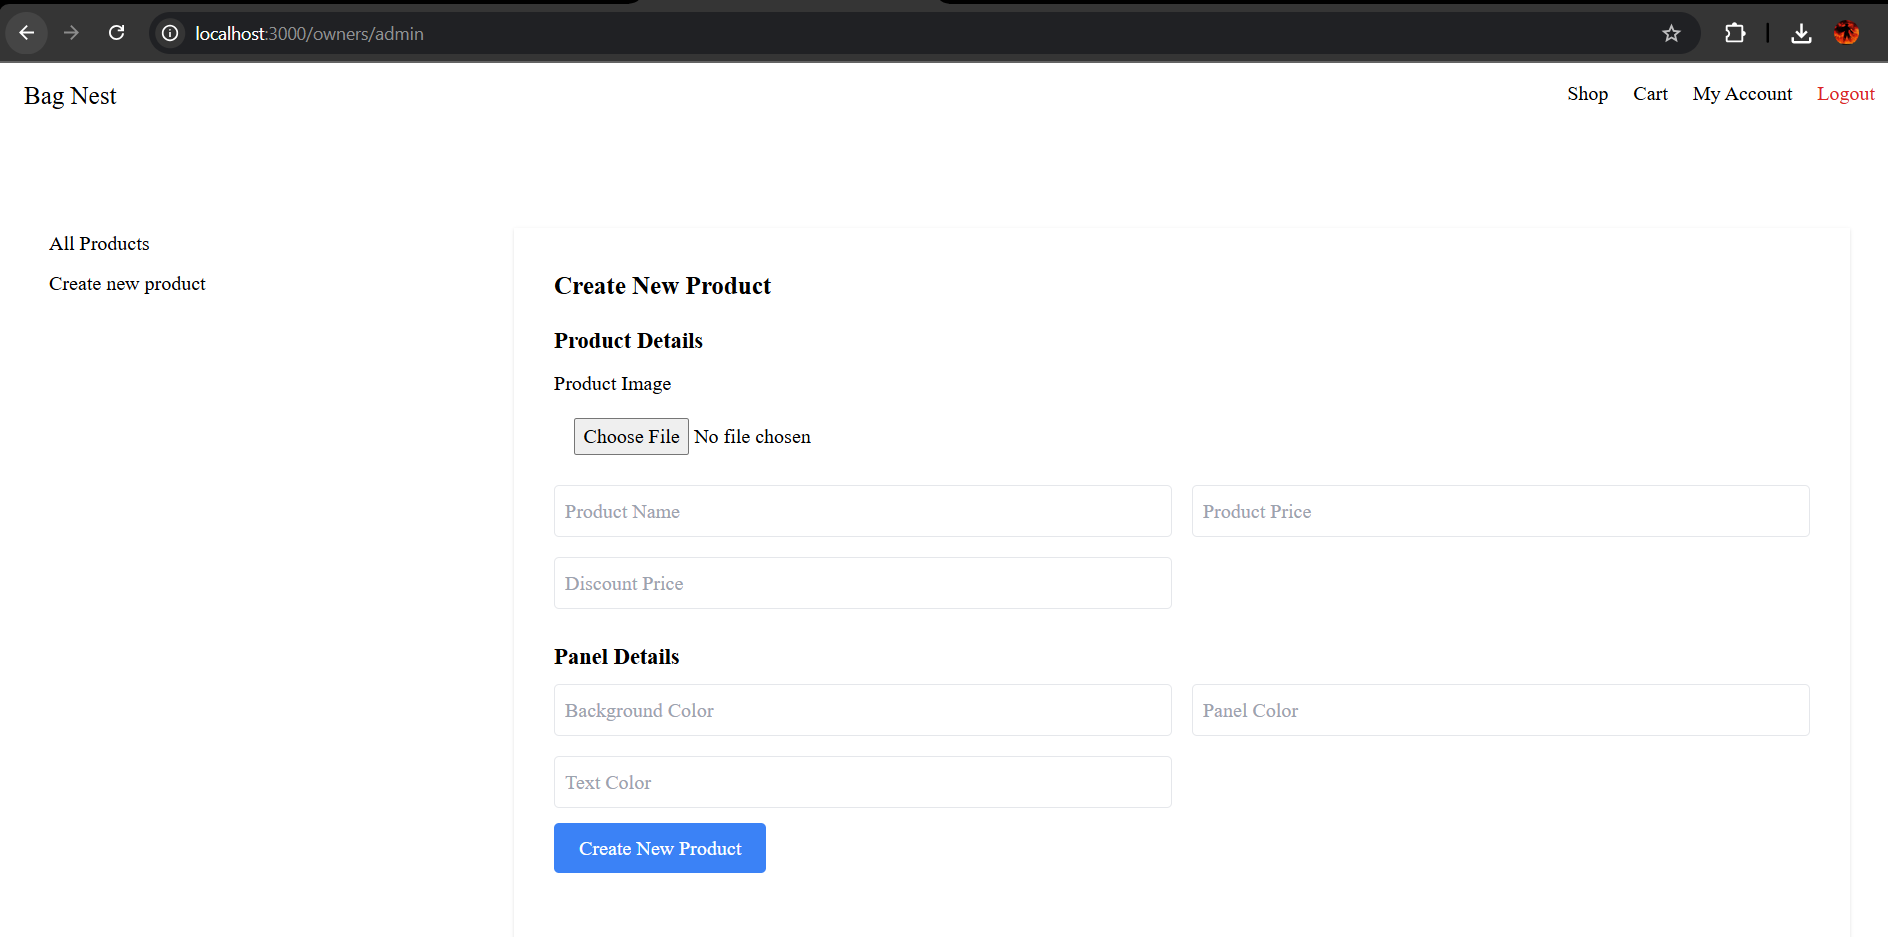 localhost:3000/owners/admin
Bag Nest
Shop Cart My Account Logout
All Products
Create new product
Create New Product
Product Details
Product Image
Choose File No file chosen
Product Name Product Price
Discount Price
Panel Details
Background Color Panel Color
Text Color
Create New Product